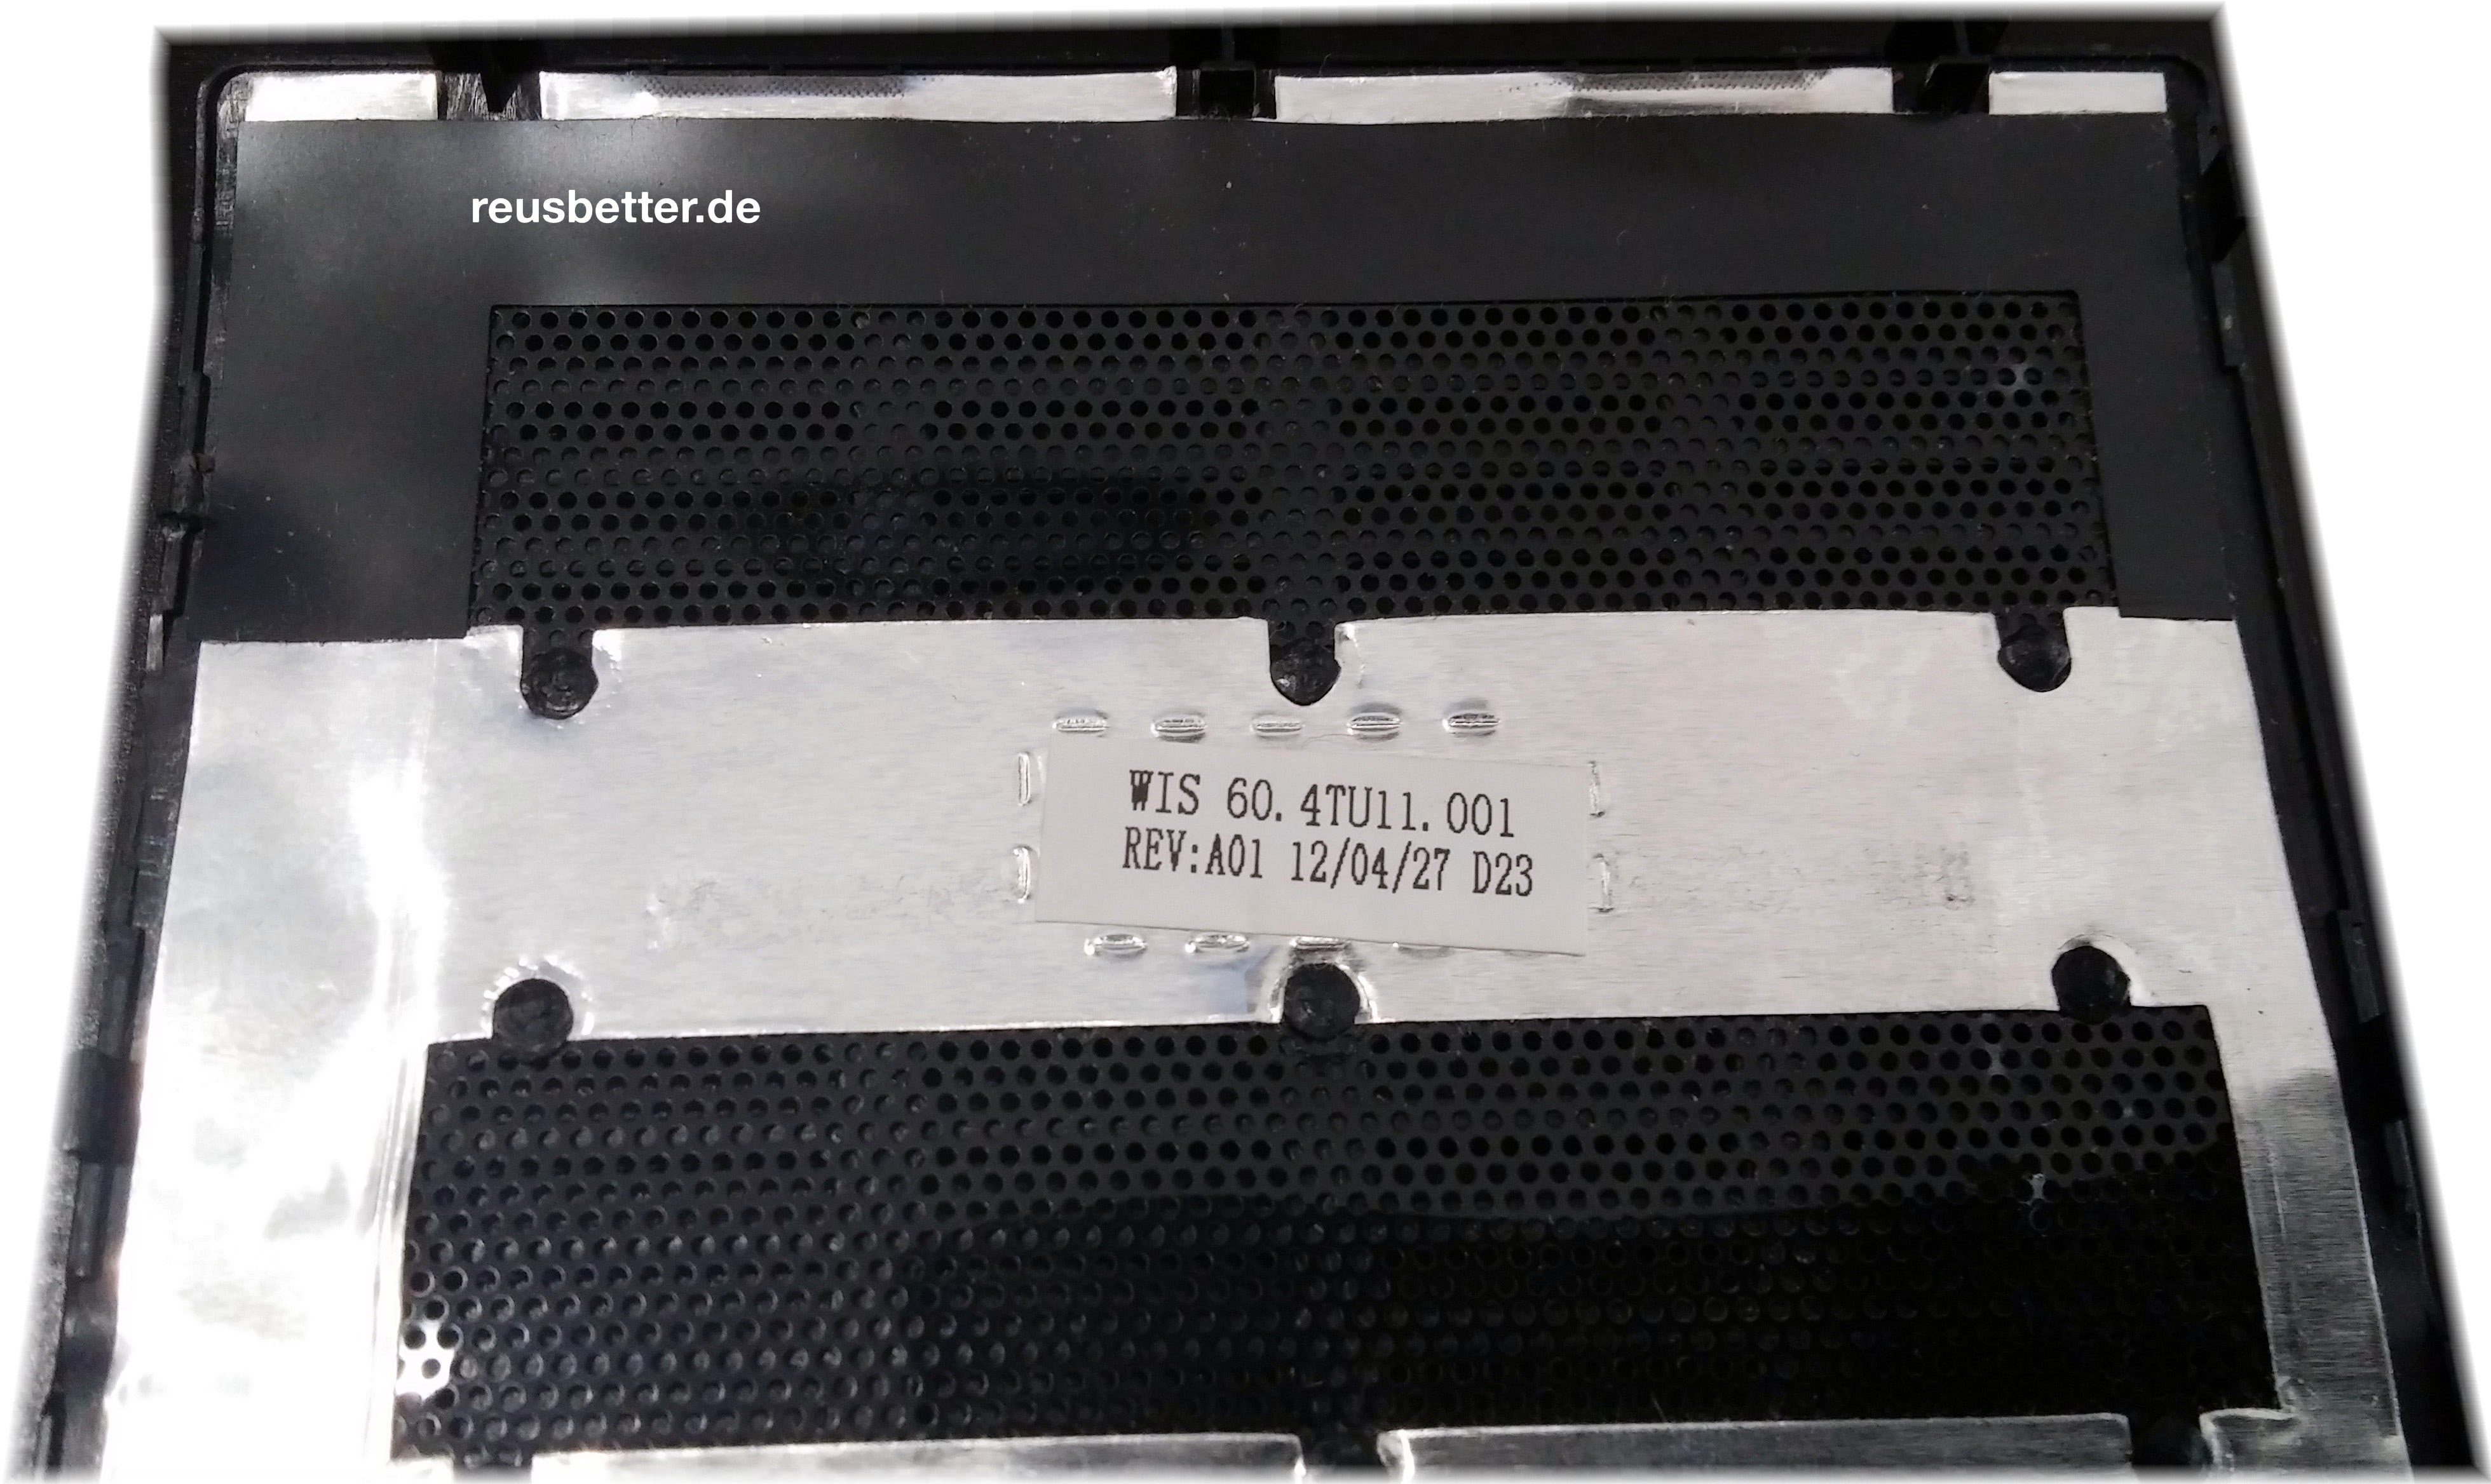 reusbetter.de
WIS 60.4TU11.001
REV:A01 12/04/27 D23